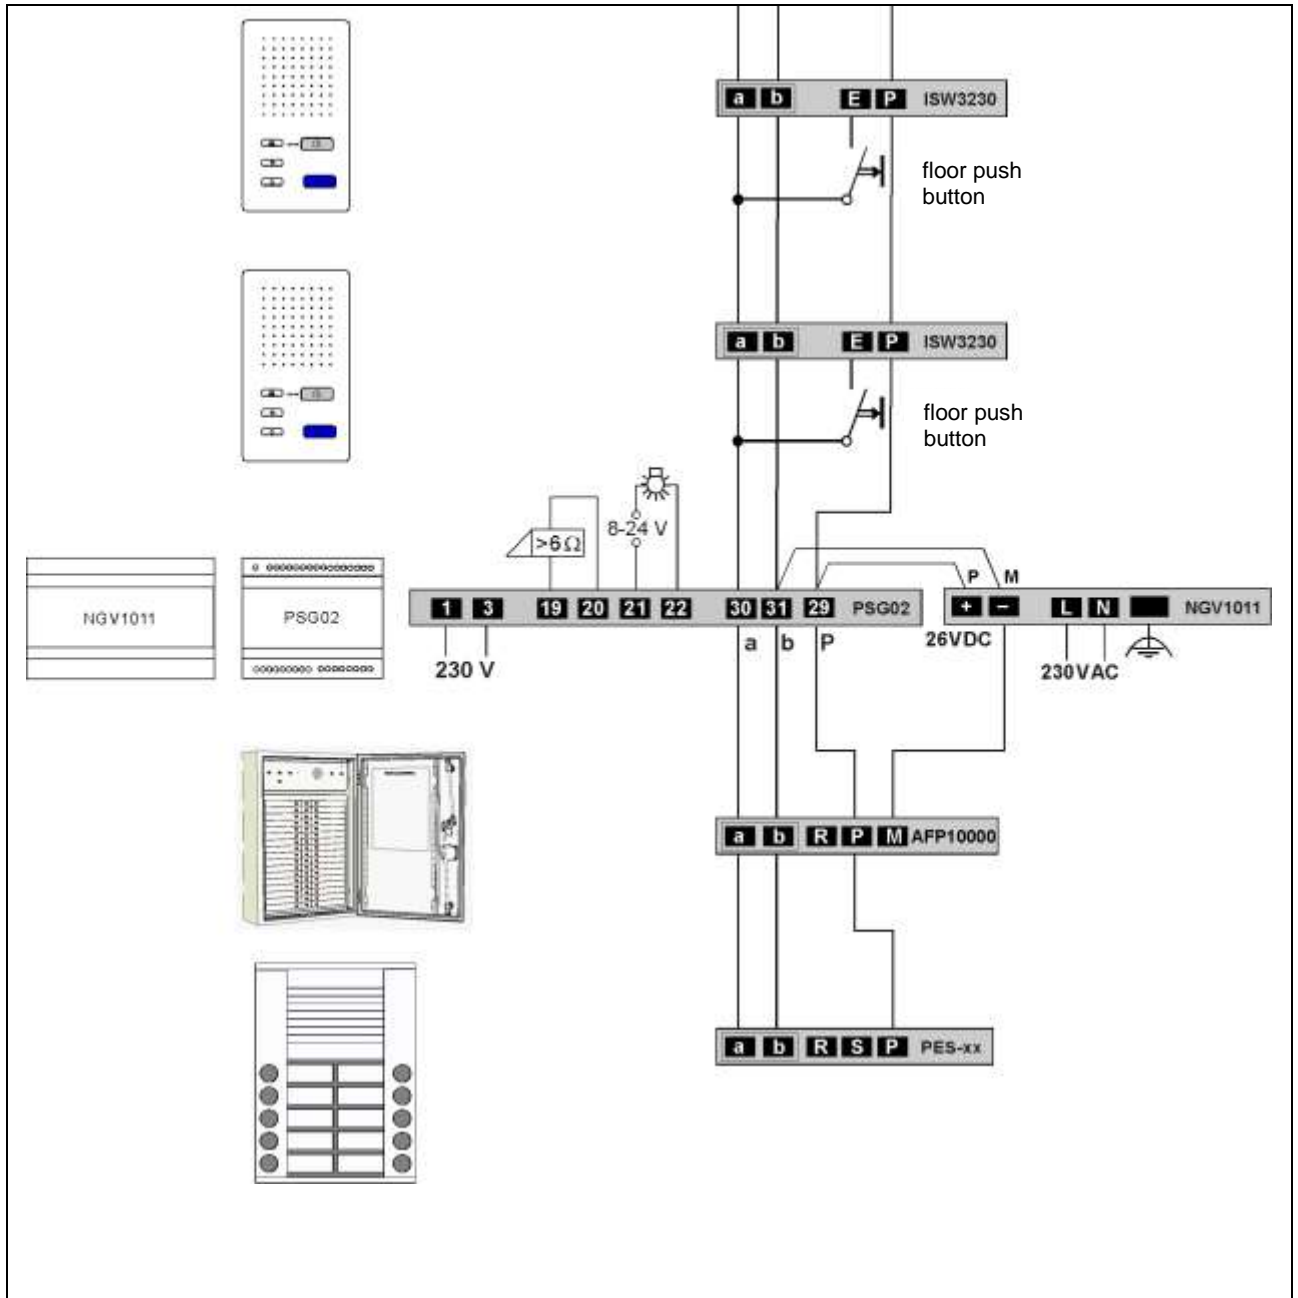 a b E P ISW3230
floor push
button
a b E P ISW3230
floor push
button
8-24 V
>6Ω
P M
NGV1011
PSG02
1 3 19 20 21 22 30 31 29 PSG02
+ − L N NGV1011
a b P
26VDC
230 V
230VAC
a b R P M AFP10000
a b R S P PES-xx